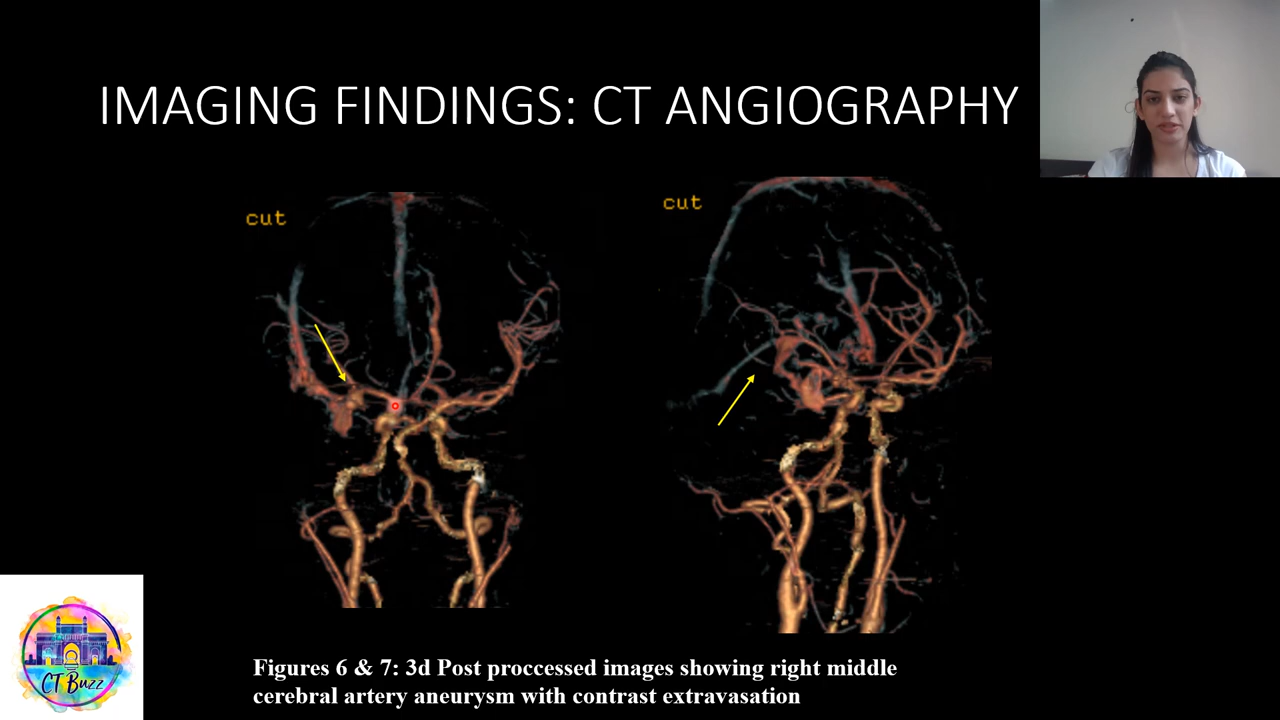 IMAGING FINDINGS: CT ANGIOGRAPHY
cut
cut
Figures 6 & 7: 3d Post proccessed images showing right middle
cerebral artery aneurysm with contrast extravasation
CT Buzz